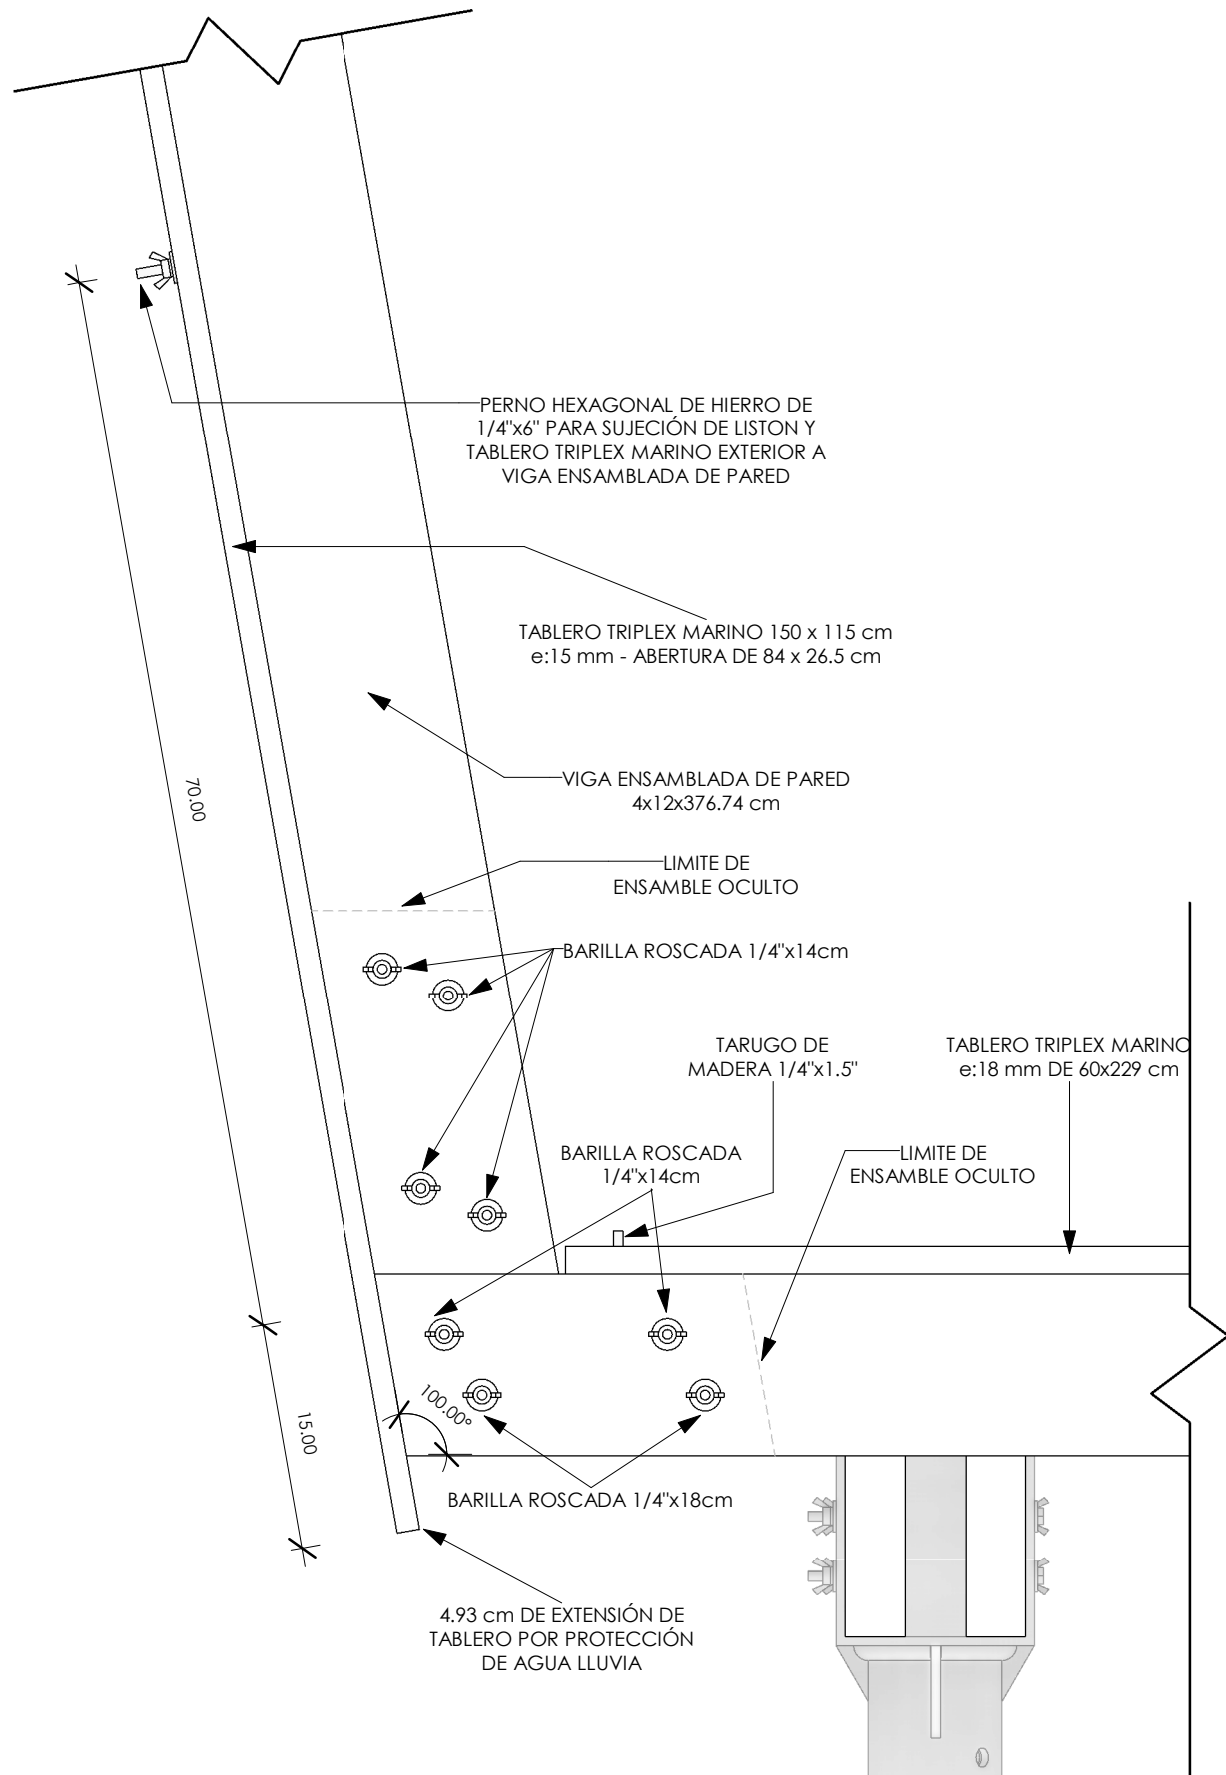 PERNO HEXAGONAL DE HIERRO DE
1/4"x6" PARA SUJECIÓN DE LISTON Y
TABLERO TRIPLEX MARINO EXTERIOR A
VIGA ENSAMBLADA DE PARED
TABLERO TRIPLEX MARINO 150 x 115 cm
e:15 mm - ABERTURA DE 84 x 26.5 cm
VIGA ENSAMBLADA DE PARED
4x12x376.74 cm
70.00
LIMITE DE
ENSAMBLE OCULTO
BARILLA ROSCADA 1/4"x14cm
TARUGO DE
MADERA 1/4"x1.5"
TABLERO TRIPLEX MARINO
e:18 mm DE 60x229 cm
BARILLA ROSCADA
1/4"x14cm
LIMITE DE
ENSAMBLE OCULTO
100.00°
15.00
BARILLA ROSCADA 1/4"x18cm
4.93 cm DE EXTENSIÓN DE
TABLERO POR PROTECCIÓN
DE AGUA LLUVIA